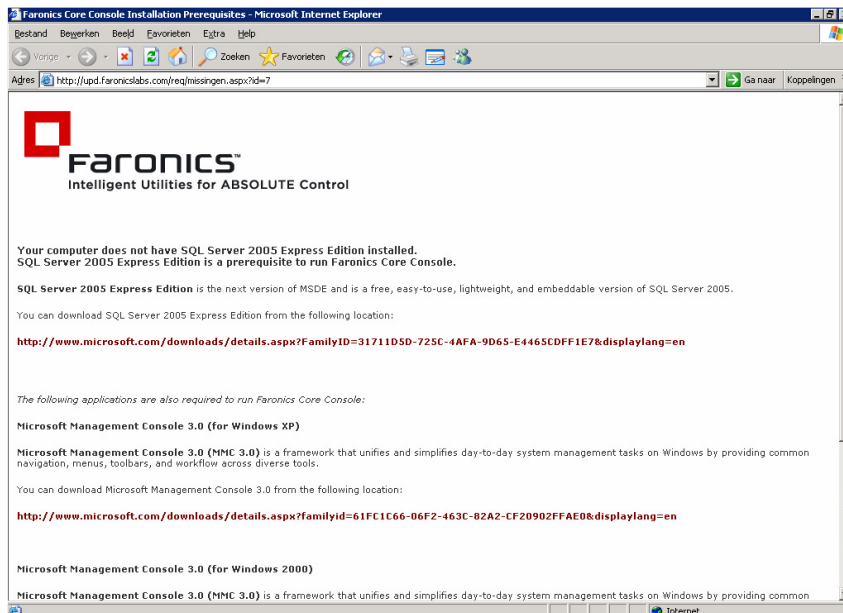 Faronics Core Console Installation Prerequisites - Microsoft Internet Explorer
Bestand Bewerken Beeld Favorieten Extra Help
Vorige Zoeken Favorieten
Adres http://upd.faronicslabs.com/req/missingen.aspx?id=7 Ga naar Koppelingen
Faronics™
Intelligent Utilities for ABSOLUTE Control
Your computer does not have SQL Server 2005 Express Edition installed.
SQL Server 2005 Express Edition is a prerequisite to run Faronics Core Console.
SQL Server 2005 Express Edition is the next version of MSDE and is a free, easy-to-use, lightweight, and embeddable version of SQL Server 2005.
You can download SQL Server 2005 Express Edition from the following location:
http://www.microsoft.com/downloads/details.aspx?FamilyID=31711D5D-725C-4AFA-9D65-E4465CDFF1E7&displaylang=en
The following applications are also required to run Faronics Core Console:
Microsoft Management Console 3.0 (for Windows XP)
Microsoft Management Console 3.0 (MMC 3.0) is a framework that unifies and simplifies day-to-day system management tasks on Windows by providing common
navigation, menus, toolbars, and workflow across diverse tools.
You can download Microsoft Management Console 3.0 from the following location:
http://www.microsoft.com/downloads/details.aspx?familyid=61FC1C66-06F2-463C-82A2-CF20902FFAE0&displaylang=en
Microsoft Management Console 3.0 (for Windows 2000)
Microsoft Management Console 3.0 (MMC 3.0) is a framework that unifies and simplifies day-to-day system management tasks on Windows by providing common
Internet